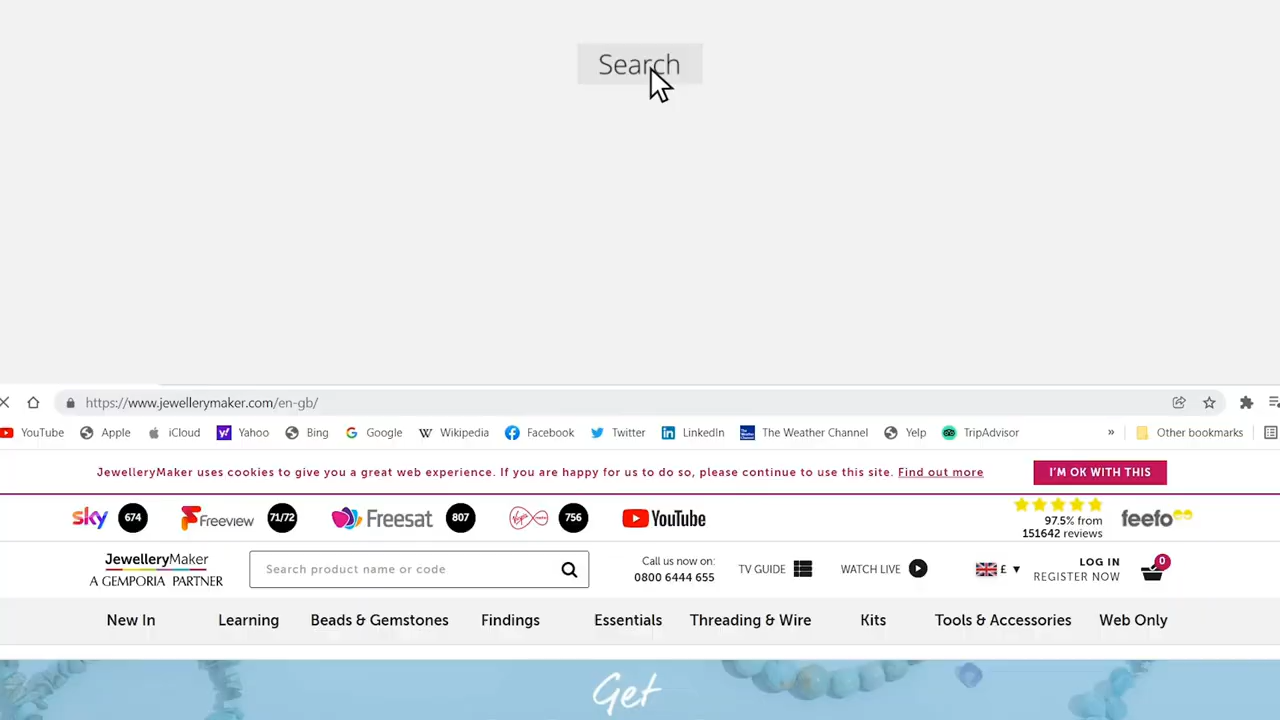 Search
https://www.jewellerymaker.com/en-gb/
YouTube Apple iCloud Yahoo Bing Google Wikipedia Facebook Twitter LinkedIn The Weather Channel Yelp TripAdvisor » Other bookmarks
JewelleryMaker uses cookies to give you a great web experience. If you are happy for us to do so, please continue to use this site. Find out more I'M OK WITH THIS
sky 674 Freeview 71/72 Freesat 807 756 YouTube
97.5% from
151642 reviews
feefo
JewelleryMaker
A GEMPORIA PARTNER
Search product name or code
Call us now on:
0800 6444 655
TV GUIDE WATCH LIVE £ ▼
LOG IN
REGISTER NOW
0
New In Learning Beads & Gemstones Findings Essentials Threading & Wire Kits Tools & Accessories Web Only
Get